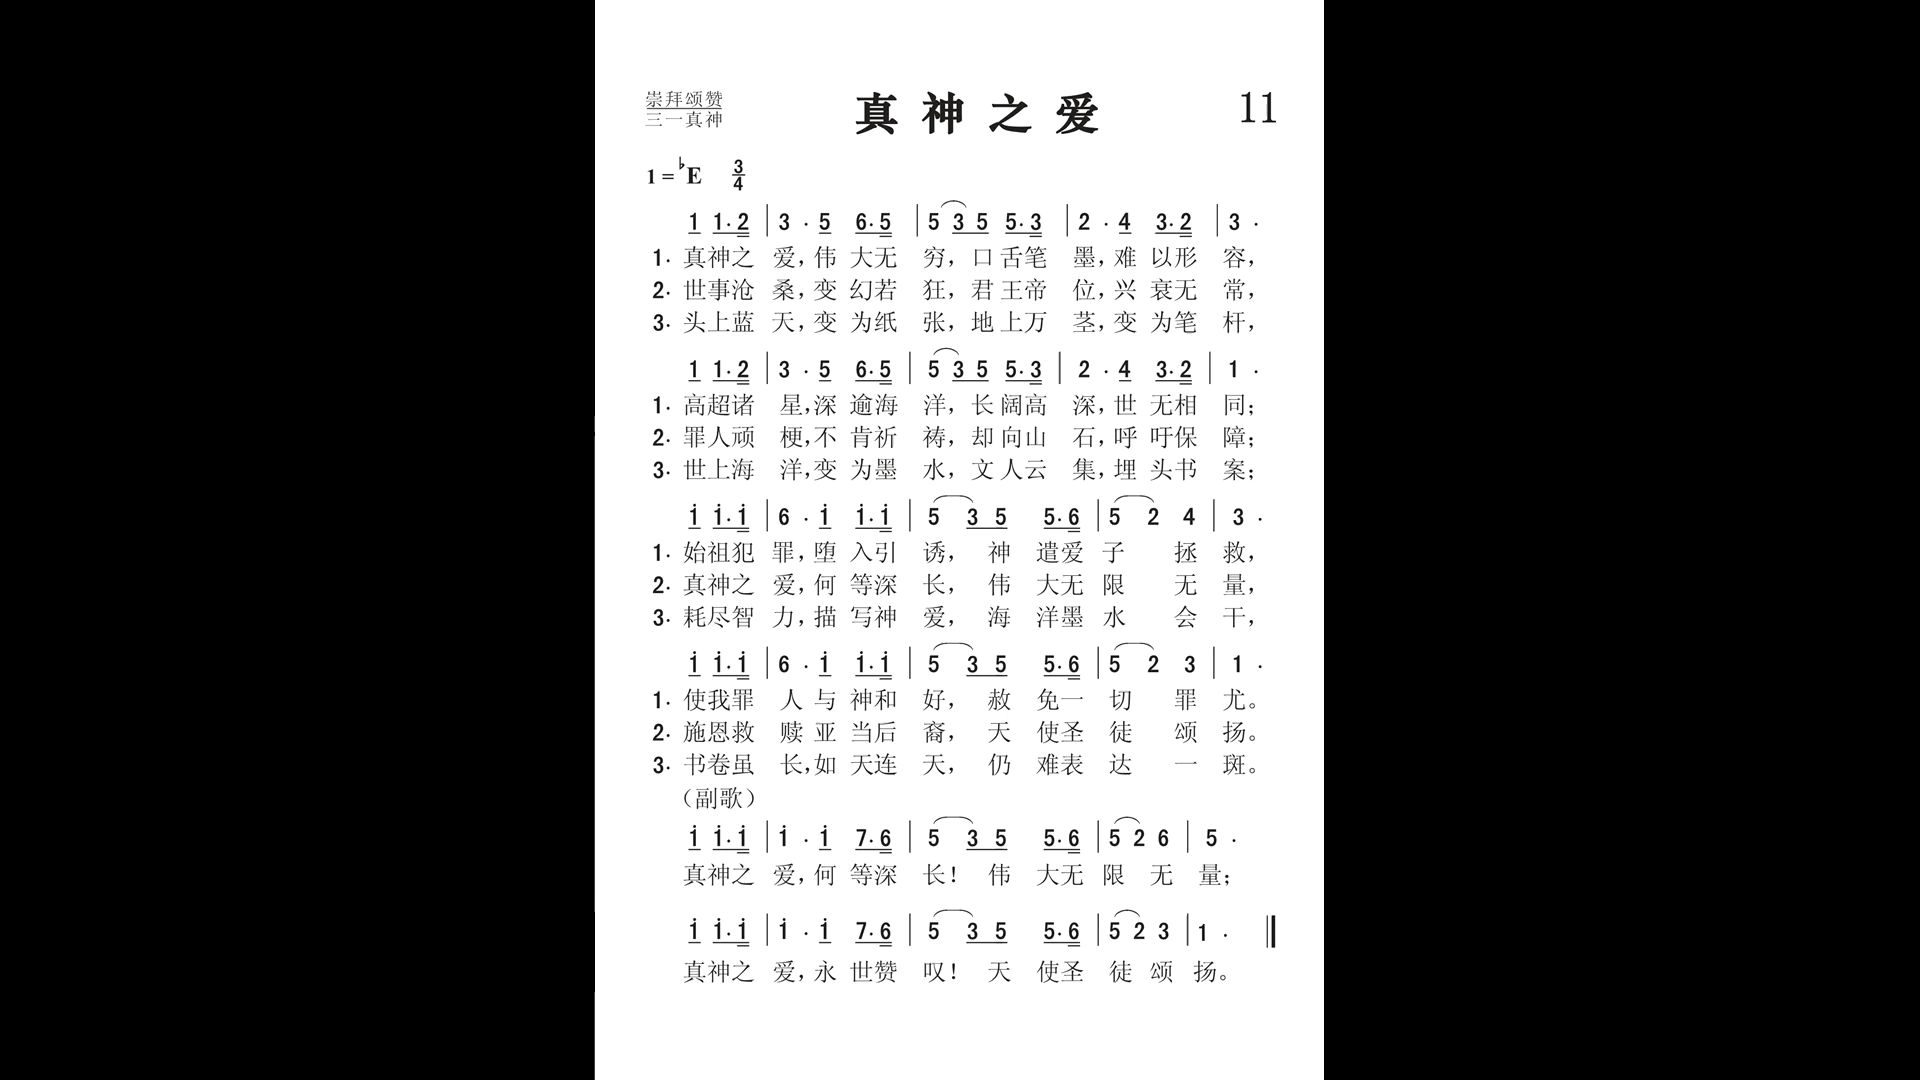 崇拜颂赞
三一真神
真神之爱
11
1=♭E 3/4
1 1·2 | 3 · 5 6·5 | 5 3 5 5·3 | 2 · 4 3·2 | 3 ·
1. 真神之 爱,伟 大无 穷,口舌笔 墨,难 以形 容,
2. 世事沧 桑,变 幻若 狂,君王帝 位,兴 衰无 常,
3. 头上蓝 天,变 为纸 张,地上万 茎,变 为笔 杆,
1 1·2 | 3 · 5 6·5 | 5 3 5 5·3 | 2 · 4 3·2 | 1 ·
1. 高超诸 星,深 逾海 洋,长阔高 深,世 无相 同;
2. 罪人顽 梗,不 肯祈 祷,却向山 石,呼 吁保 障;
3. 世上海 洋,变 为墨 水,文人云 集,埋 头书 案;
i i·i | 6 · i i·i | 5 3 5 5·6 | 5 2 4 | 3 ·
1. 始祖犯 罪,堕 入引 诱, 神 遣爱 子 拯 救,
2. 真神之 爱,何 等深 长, 伟 大无 限 无 量,
3. 耗尽智 力,描 写神 爱, 海 洋墨 水 会 干,
i i·i | 6 · i i·i | 5 3 5 5·6 | 5 2 3 | 1 ·
1. 使我罪 人 与 神和 好, 赦 免一 切 罪 尤。
2. 施恩救 赎 亚 当后 裔, 天 使圣 徒 颂 扬。
3. 书卷虽 长,如 天连 天, 仍 难表 达 一 斑。
（副歌）
i i·i | i · i 7·6 | 5 3 5 5·6 | 5 2 6 | 5 ·
真神之 爱,何 等深 长! 伟 大无 限 无 量;
i i·i | i · i 7·6 | 5 3 5 5·6 | 5 2 3 | 1 · ‖
真神之 爱,永 世赞 叹! 天 使圣 徒 颂 扬。